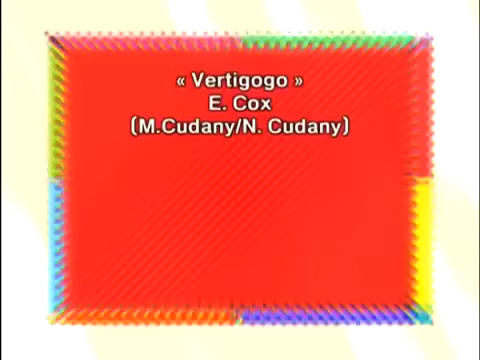 « Vertigogo »
E. Cox
(M.Cudany/N. Cudany)